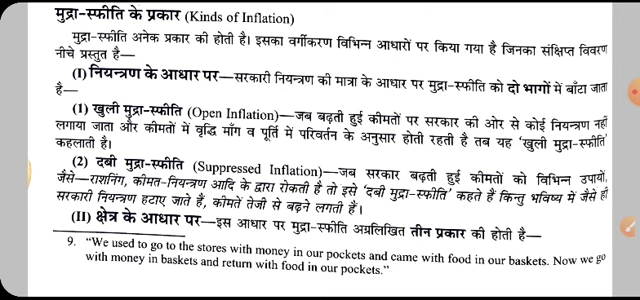 मुद्रा-स्फीति के प्रकार (Kinds of Inflation)
मुद्रा-स्फीति अनेक प्रकार की होती है। इसका वर्गीकरण विभिन्न आधारों पर किया गया है जिनका संक्षिप्त विवरण
नीचे प्रस्तुत है—
(I) नियन्त्रण के आधार पर—सरकारी नियन्त्रण की मात्रा के आधार पर मुद्रा-स्फीति को दो भागों में बाँटा जाता
है—
(1) खुली मुद्रा-स्फीति (Open Inflation)—जब बढ़ती हुई कीमतों पर सरकार की ओर से कोई नियन्त्रण नहीं
लगाया जाता और कीमतों में वृद्धि माँग व पूर्ति में परिवर्तन के अनुसार होती रहती है तब यह 'खुली मुद्रा-स्फीति'
कहलाती है।
(2) दबी मुद्रा-स्फीति (Suppressed Inflation)—जब सरकार बढ़ती हुई कीमतों को विभिन्न उपायों,
जैसे—राशनिंग, कीमत-नियन्त्रण आदि के द्वारा रोकती है तो इसे 'दबी मुद्रा-स्फीति' कहते हैं किन्तु भविष्य में जैसे ही
सरकारी नियन्त्रण हटाए जाते हैं, कीमतें तेजी से बढ़ने लगती हैं।
(II) क्षेत्र के आधार पर—इस आधार पर मुद्रा-स्फीति अग्रलिखित तीन प्रकार की होती है—
9. "We used to go to the stores with money in our pockets and came with food in our baskets. Now we go
with money in baskets and return with food in our pockets."